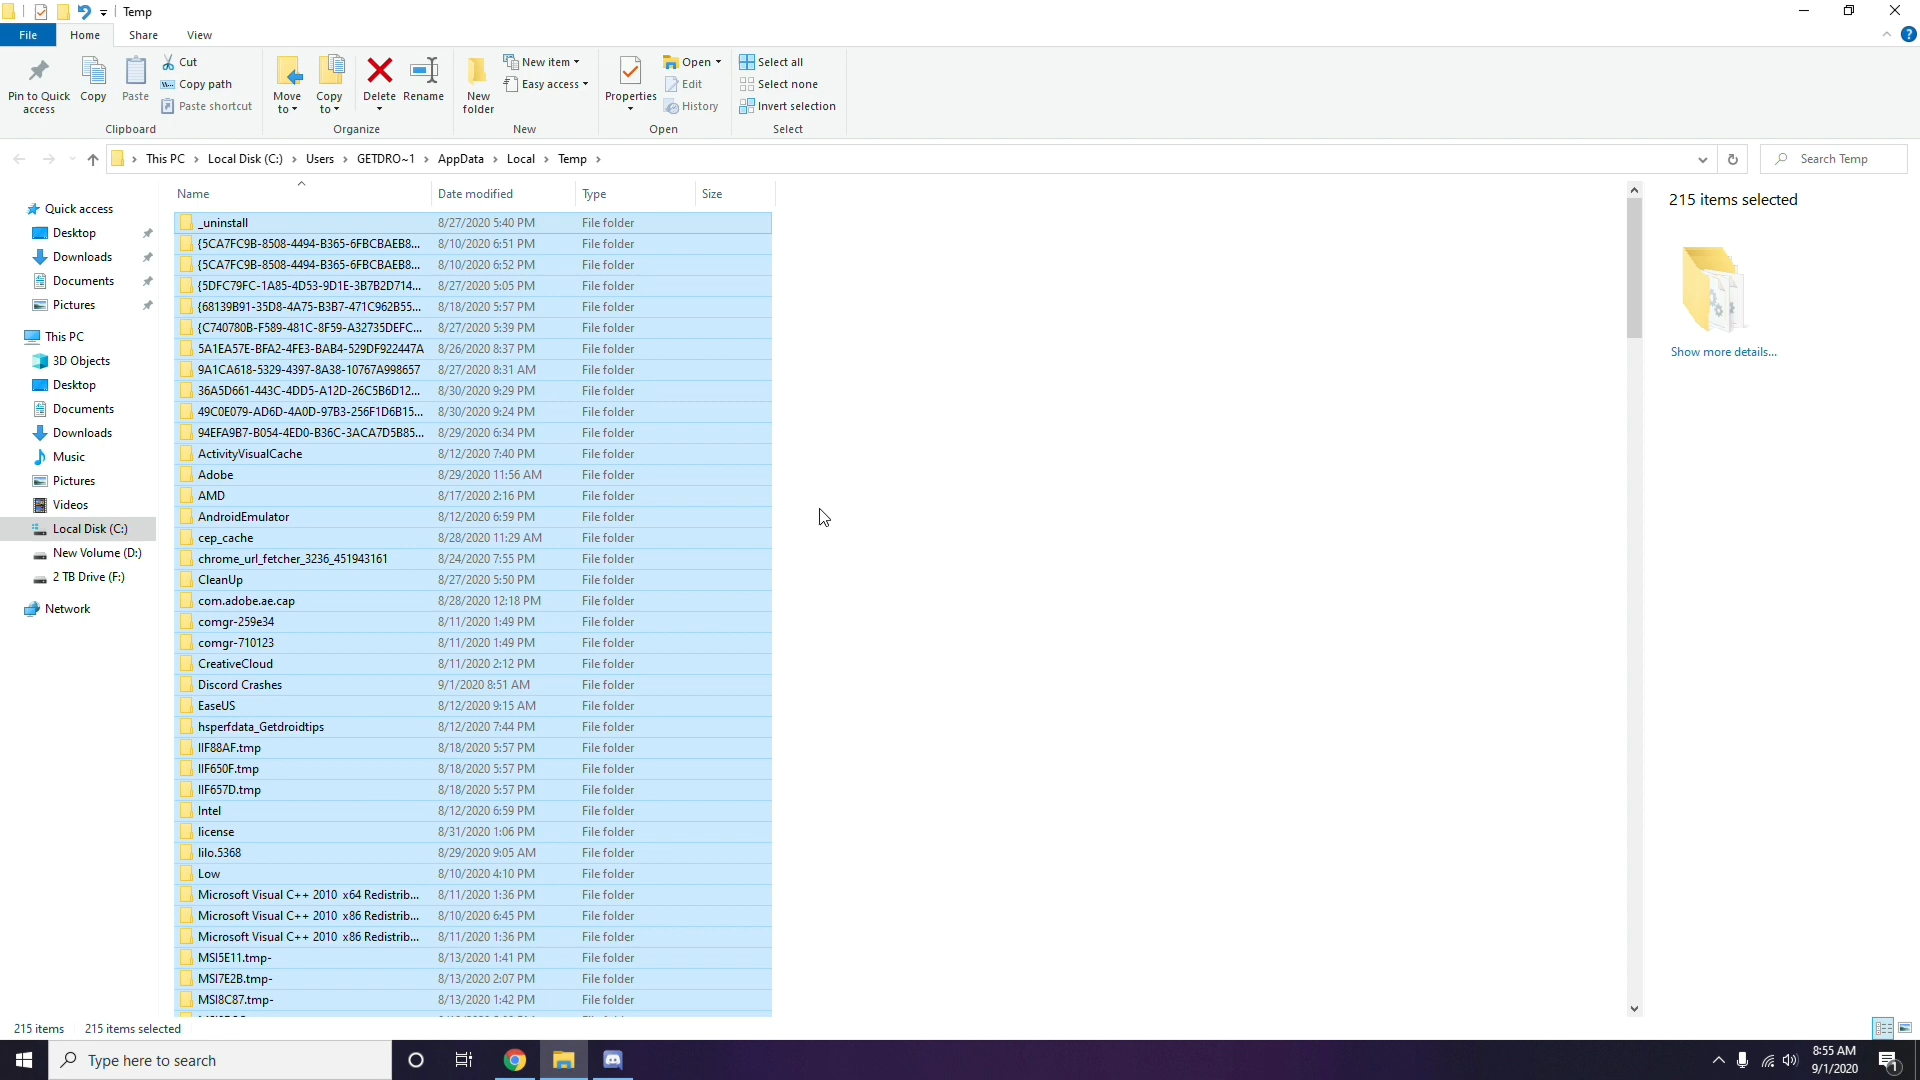 Temp
File Home Share View
Pin to Quick access
Copy
Paste
Cut
Copy path
Paste shortcut
Clipboard
Move to
Copy to
Delete
Rename
Organize
New folder
New item
Easy access
New
Properties
Open
Edit
History
Open
Select all
Select none
Invert selection
Select
This PC Local Disk (C:) Users GETDRO~1 AppData Local Temp
Search Temp
Quick access
Desktop
Downloads
Documents
Pictures
This PC
3D Objects
Desktop
Documents
Downloads
Music
Pictures
Videos
Local Disk (C:)
New Volume (D:)
2 TB Drive (F:)
Network
Name Date modified Type Size
_uninstall 8/27/2020 5:40 PM File folder
{5CA7FC9B-8508-4494-B365-6FBCBAEB8... 8/10/2020 6:51 PM File folder
{5CA7FC9B-8508-4494-B365-6FBCBAEB8... 8/10/2020 6:52 PM File folder
{5DFC79FC-1A85-4D53-9D1E-3B7B2D714... 8/27/2020 5:05 PM File folder
{68139B91-35D8-4A75-B3B7-471C962B55... 8/18/2020 5:57 PM File folder
{C740780B-F589-481C-8F59-A32735DEFC... 8/27/2020 5:39 PM File folder
5A1EA57E-BFA2-4FE3-BAB4-529DF922447A 8/26/2020 8:37 PM File folder
9A1CA618-5329-4397-8A38-10767A998657 8/27/2020 8:31 AM File folder
36A5D661-443C-4DD5-A12D-26C5B6D12... 8/30/2020 9:29 PM File folder
49C0E079-AD6D-4A0D-97B3-256F1D6B15... 8/30/2020 9:24 PM File folder
94EFA9B7-B054-4ED0-B36C-3ACA7D5B85... 8/29/2020 6:34 PM File folder
ActivityVisualCache 8/12/2020 7:40 PM File folder
Adobe 8/29/2020 11:56 AM File folder
AMD 8/17/2020 2:16 PM File folder
AndroidEmulator 8/12/2020 6:59 PM File folder
cep_cache 8/28/2020 11:29 AM File folder
chrome_url_fetcher_3236_451943161 8/24/2020 7:55 PM File folder
CleanUp 8/27/2020 5:50 PM File folder
com.adobe.ae.cap 8/28/2020 12:18 PM File folder
comgr-259e34 8/11/2020 1:49 PM File folder
comgr-710123 8/11/2020 1:49 PM File folder
CreativeCloud 8/11/2020 2:12 PM File folder
Discord Crashes 9/1/2020 8:51 AM File folder
EaseUS 8/12/2020 9:15 AM File folder
hsperfdata_Getdroidtips 8/12/2020 7:44 PM File folder
IIF88AF.tmp 8/18/2020 5:57 PM File folder
IIF650F.tmp 8/18/2020 5:57 PM File folder
IIF657D.tmp 8/18/2020 5:57 PM File folder
Intel 8/12/2020 6:59 PM File folder
license 8/31/2020 1:06 PM File folder
lilo.5368 8/29/2020 9:05 AM File folder
Low 8/10/2020 4:10 PM File folder
Microsoft Visual C++ 2010 x64 Redistrib... 8/11/2020 1:36 PM File folder
Microsoft Visual C++ 2010 x86 Redistrib... 8/10/2020 6:45 PM File folder
Microsoft Visual C++ 2010 x86 Redistrib... 8/11/2020 1:36 PM File folder
MSI5E11.tmp- 8/13/2020 1:41 PM File folder
MSI7E2B.tmp- 8/13/2020 2:07 PM File folder
MSI8C87.tmp- 8/13/2020 1:42 PM File folder
215 items selected
Show more details...
215 items 215 items selected
Type here to search
8:55 AM
9/1/2020
1